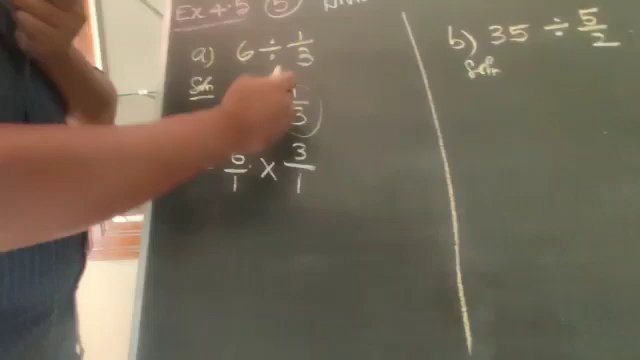 Ex 4.5 5
a) 6 ÷ 1/3
Soln
1/3
6/1 × 3/1
b) 35 ÷ 5/2
Soln